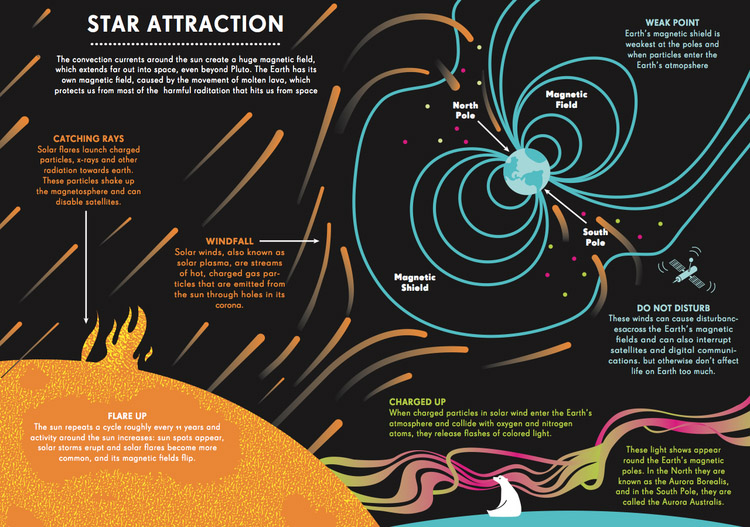 STAR ATTRACTION
The convection currents around the sun create a huge magnetic field,
which extends far out into space, even beyond Pluto. The Earth has its
own magnetic field, caused by the movement of molten lava, which
protects us from most of the harmful raditation that hits us from space
WEAK POINT
Earth's magnetic shield is
weakest at the poles and
when particles enter the
Earth's atmopshere
North
Pole
Magnetic
Field
CATCHING RAYS
Solar flares launch charged
particles, x-rays and other
radiation towards earth.
These particles shake up
the magnetosphere and can
disable satellites.
WINDFALL
Solar winds, also known as
solar plasma, are streams
of hot, charged gas par-
ticles that are emitted from
the sun through holes in its
corona.
South
Pole
Magnetic
Shield
DO NOT DISTURB
These winds can cause disturbanc-
esacross the Earth's magnetic
fields and can also interrupt
satellites and digital communi-
cations. but otherwise don't affect
life on Earth too much.
FLARE UP
The sun repeats a cycle roughly every 11 years and
activity around the sun increases: sun spots appear,
solar storms erupt and solar flares become more
common, and its magnetic fields flip.
CHARGED UP
When charged particles in solar wind enter the Earth's
atmosphere and collide with oxygen and nitrogen
atoms, they release flashes of colored light.
These light shows appear
round the Earth's magnetic
poles. In the North they are
known as the Aurora Borealis,
and in the South Pole, they are
called the Aurora Australis.